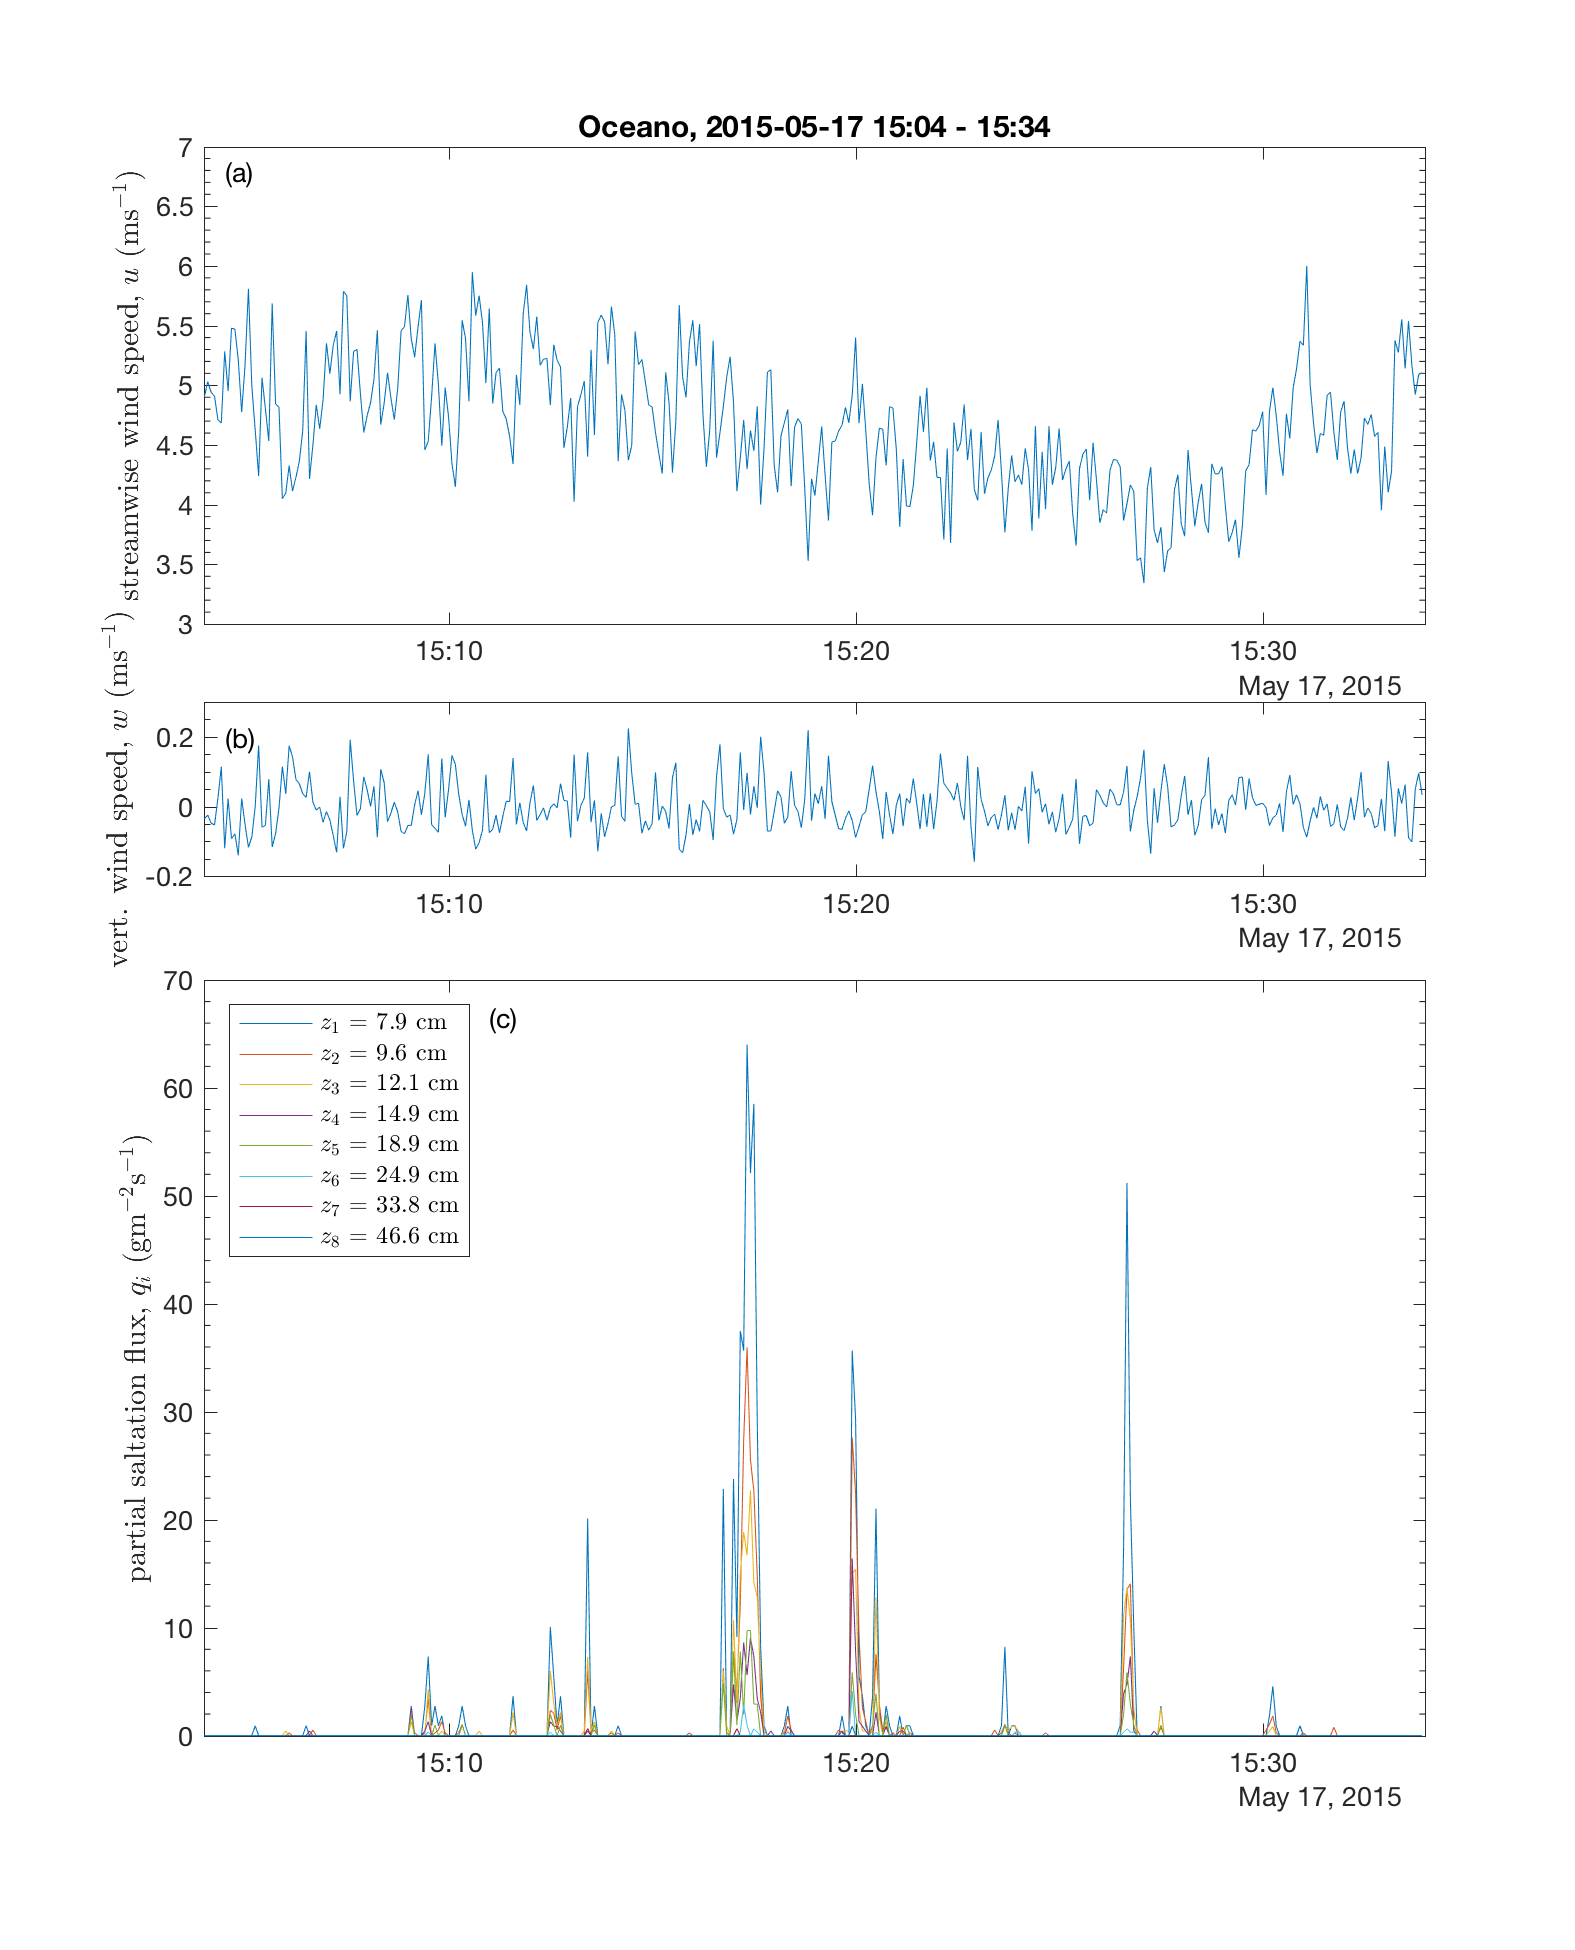 Oceano, 2015-05-17 15:04 - 15:34
(a)
streamwise wind speed, u (ms⁻¹)
7
6.5
6
5.5
5
4.5
4
3.5
3
15:10 15:20 15:30
May 17, 2015
(b)
vert. wind speed, w (ms⁻¹)
0.2
0
-0.2
15:10 15:20 15:30
May 17, 2015
(c)
partial saltation flux, qᵢ (gm⁻²s⁻¹)
70
60
50
40
30
20
10
0
z₁ = 7.9 cm
z₂ = 9.6 cm
z₃ = 12.1 cm
z₄ = 14.9 cm
z₅ = 18.9 cm
z₆ = 24.9 cm
z₇ = 33.8 cm
z₈ = 46.6 cm
15:10 15:20 15:30
May 17, 2015